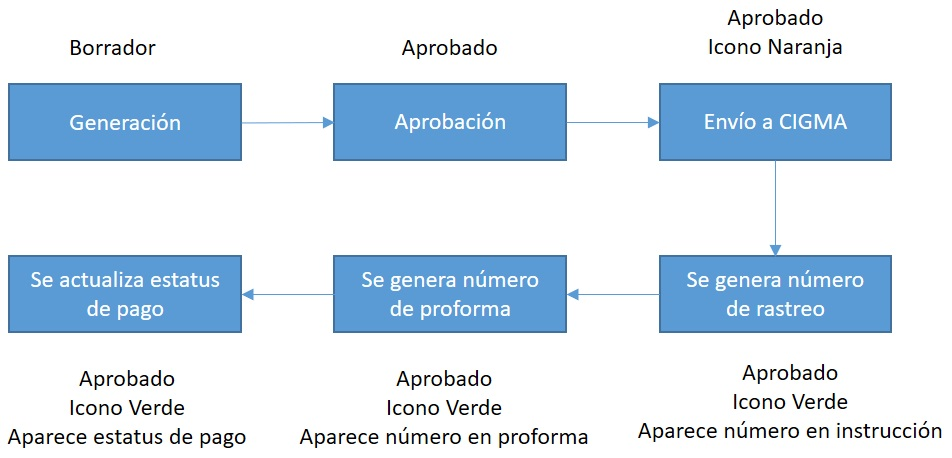 Borrador
Aprobado
Aprobado
Icono Naranja
Generación
Aprobación
Envío a CIGMA
Se actualiza estatus
de pago
Se genera número
de proforma
Se genera número
de rastreo
Aprobado
Icono Verde
Aparece estatus de pago
Aprobado
Icono Verde
Aparece número en proforma
Aprobado
Icono Verde
Aparece número en instrucción